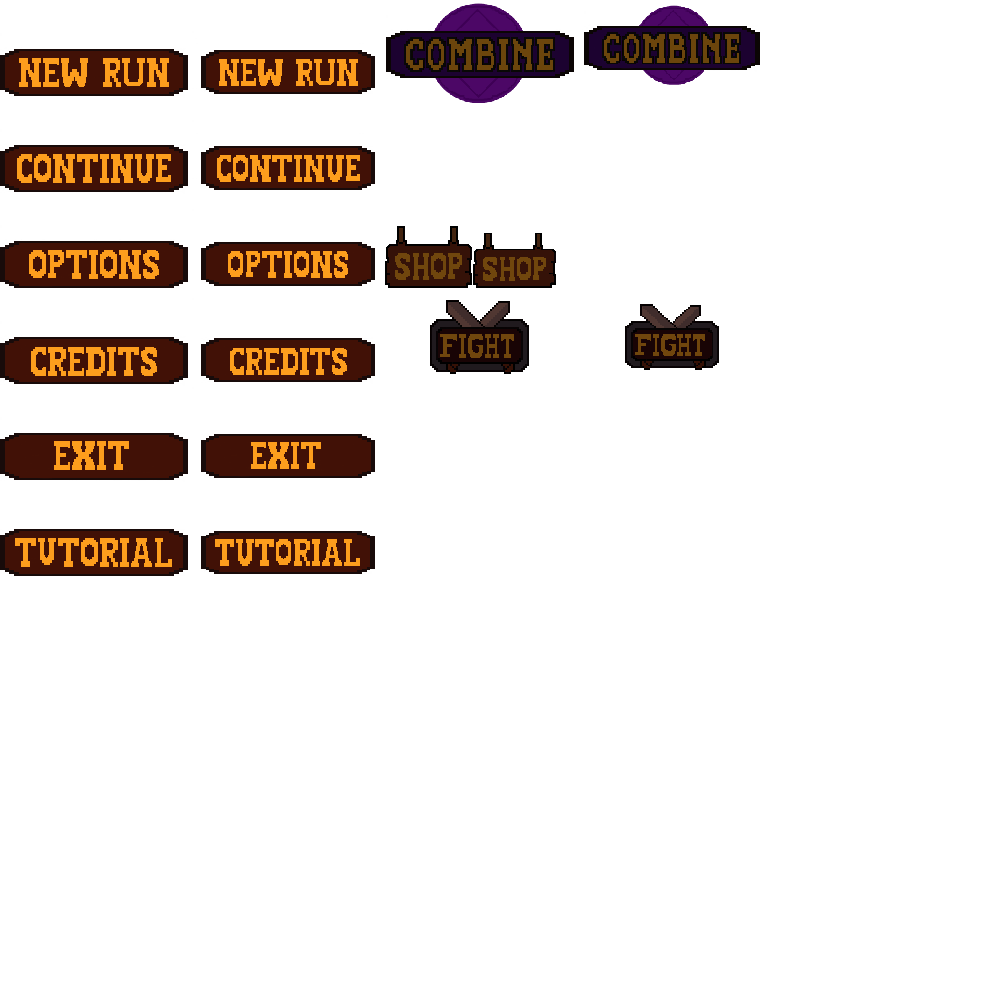 NEW RUN NEW RUN COMBINE COMBINE
CONTINUE CONTINUE
OPTIONS OPTIONS SHOP SHOP
CREDITS CREDITS FIGHT FIGHT
EXIT EXIT
TUTORIAL TUTORIAL